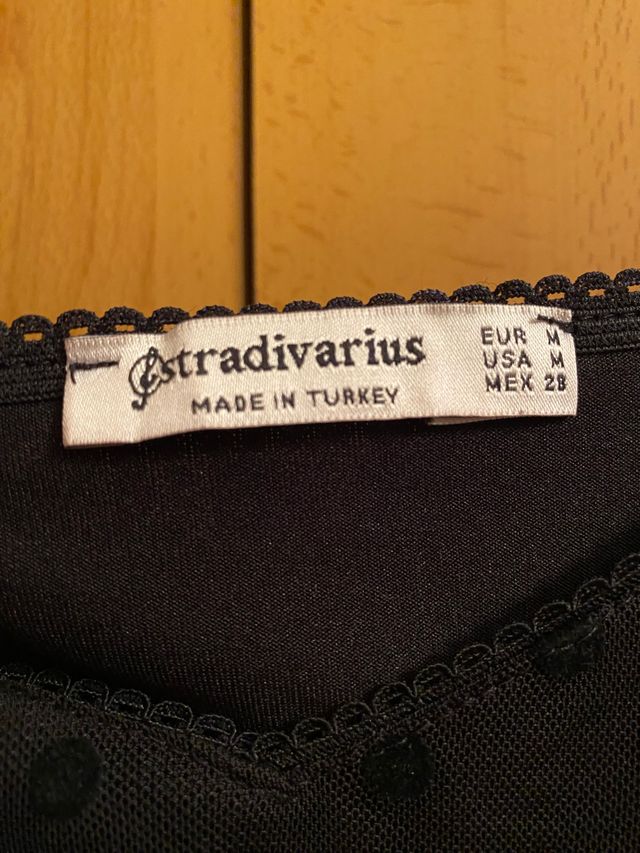 stradivarius
MADE IN TURKEY
EUR M
USA M
MEX 28